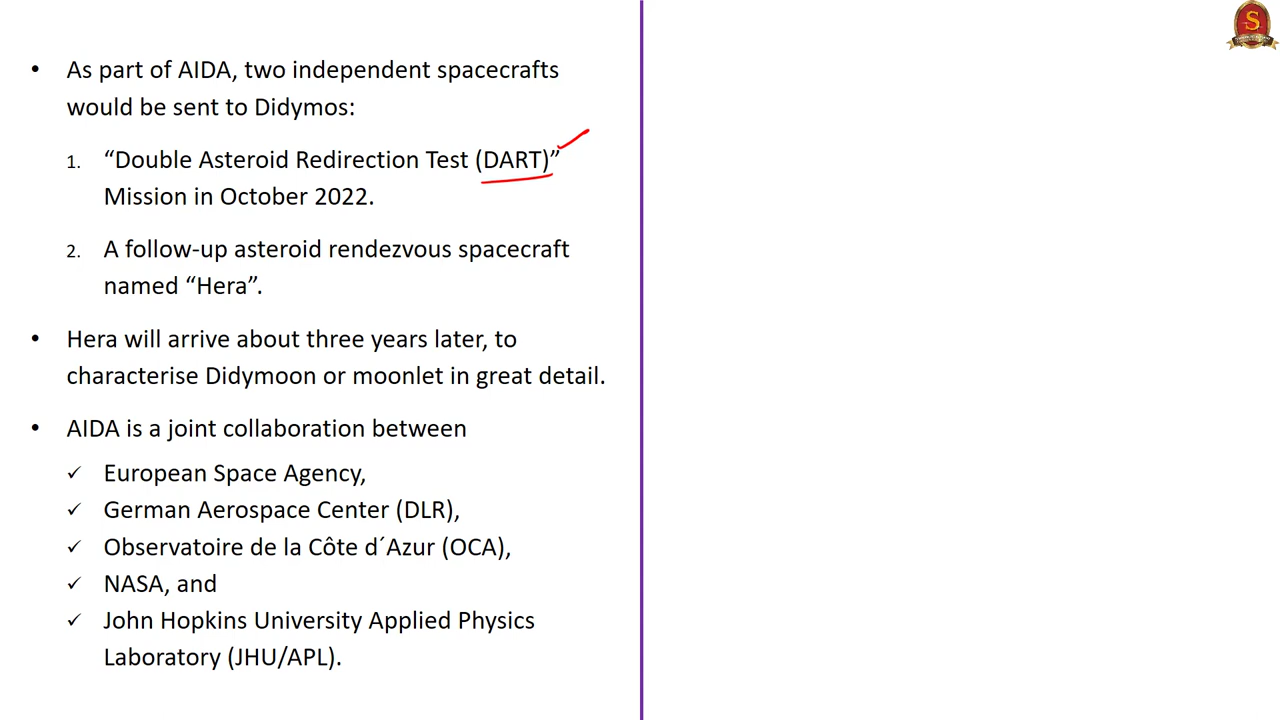 • As part of AIDA, two independent spacecrafts
would be sent to Didymos:
1. “Double Asteroid Redirection Test (DART)”
Mission in October 2022.
2. A follow-up asteroid rendezvous spacecraft
named “Hera”.
• Hera will arrive about three years later, to
characterise Didymoon or moonlet in great detail.
• AIDA is a joint collaboration between
✓ European Space Agency,
✓ German Aerospace Center (DLR),
✓ Observatoire de la Côte d´Azur (OCA),
✓ NASA, and
✓ John Hopkins University Applied Physics
Laboratory (JHU/APL).
S